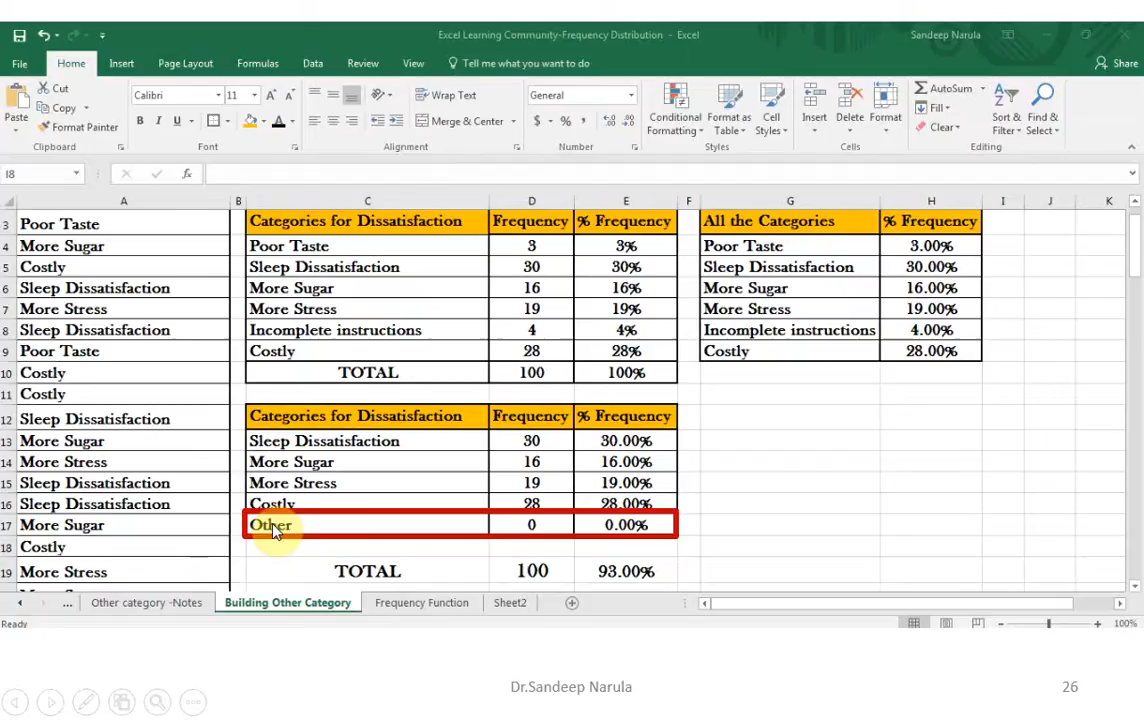 Excel Learning Community-Frequency Distribution - Excel Sandeep Narula
File Home Insert Page Layout Formulas Data Review View Tell me what you want to do Share
Cut
Copy
Format Painter
Paste
Calibri 11 A A
B I U A
Wrap Text
Merge & Center
General
$ % ,
Conditional Formatting
Format as Table
Cell Styles
Insert Delete Format
AutoSum
Fill
Clear
Sort & Filter
Find & Select
Clipboard Font Alignment Number Styles Cells Editing
I8 fx
A B C D E F G H I J K
3 Poor Taste Categories for Dissatisfaction Frequency % Frequency All the Categories % Frequency
4 More Sugar Poor Taste 3 3% Poor Taste 3.00%
5 Costly Sleep Dissatisfaction 30 30% Sleep Dissatisfaction 30.00%
6 Sleep Dissatisfaction More Sugar 16 16% More Sugar 16.00%
7 More Stress More Stress 19 19% More Stress 19.00%
8 Sleep Dissatisfaction Incomplete instructions 4 4% Incomplete instructions 4.00%
9 Poor Taste Costly 28 28% Costly 28.00%
10 Costly TOTAL 100 100%
11 Costly
12 Sleep Dissatisfaction Categories for Dissatisfaction Frequency % Frequency
13 More Sugar Sleep Dissatisfaction 30 30.00%
14 More Stress More Sugar 16 16.00%
15 Sleep Dissatisfaction More Stress 19 19.00%
16 Sleep Dissatisfaction Costly 28 28.00%
17 More Sugar Other 0 0.00%
18 Costly
19 More Stress TOTAL 100 93.00%
... Other category -Notes Building Other Category Frequency Function Sheet2
Ready 100%
Dr.Sandeep Narula 26